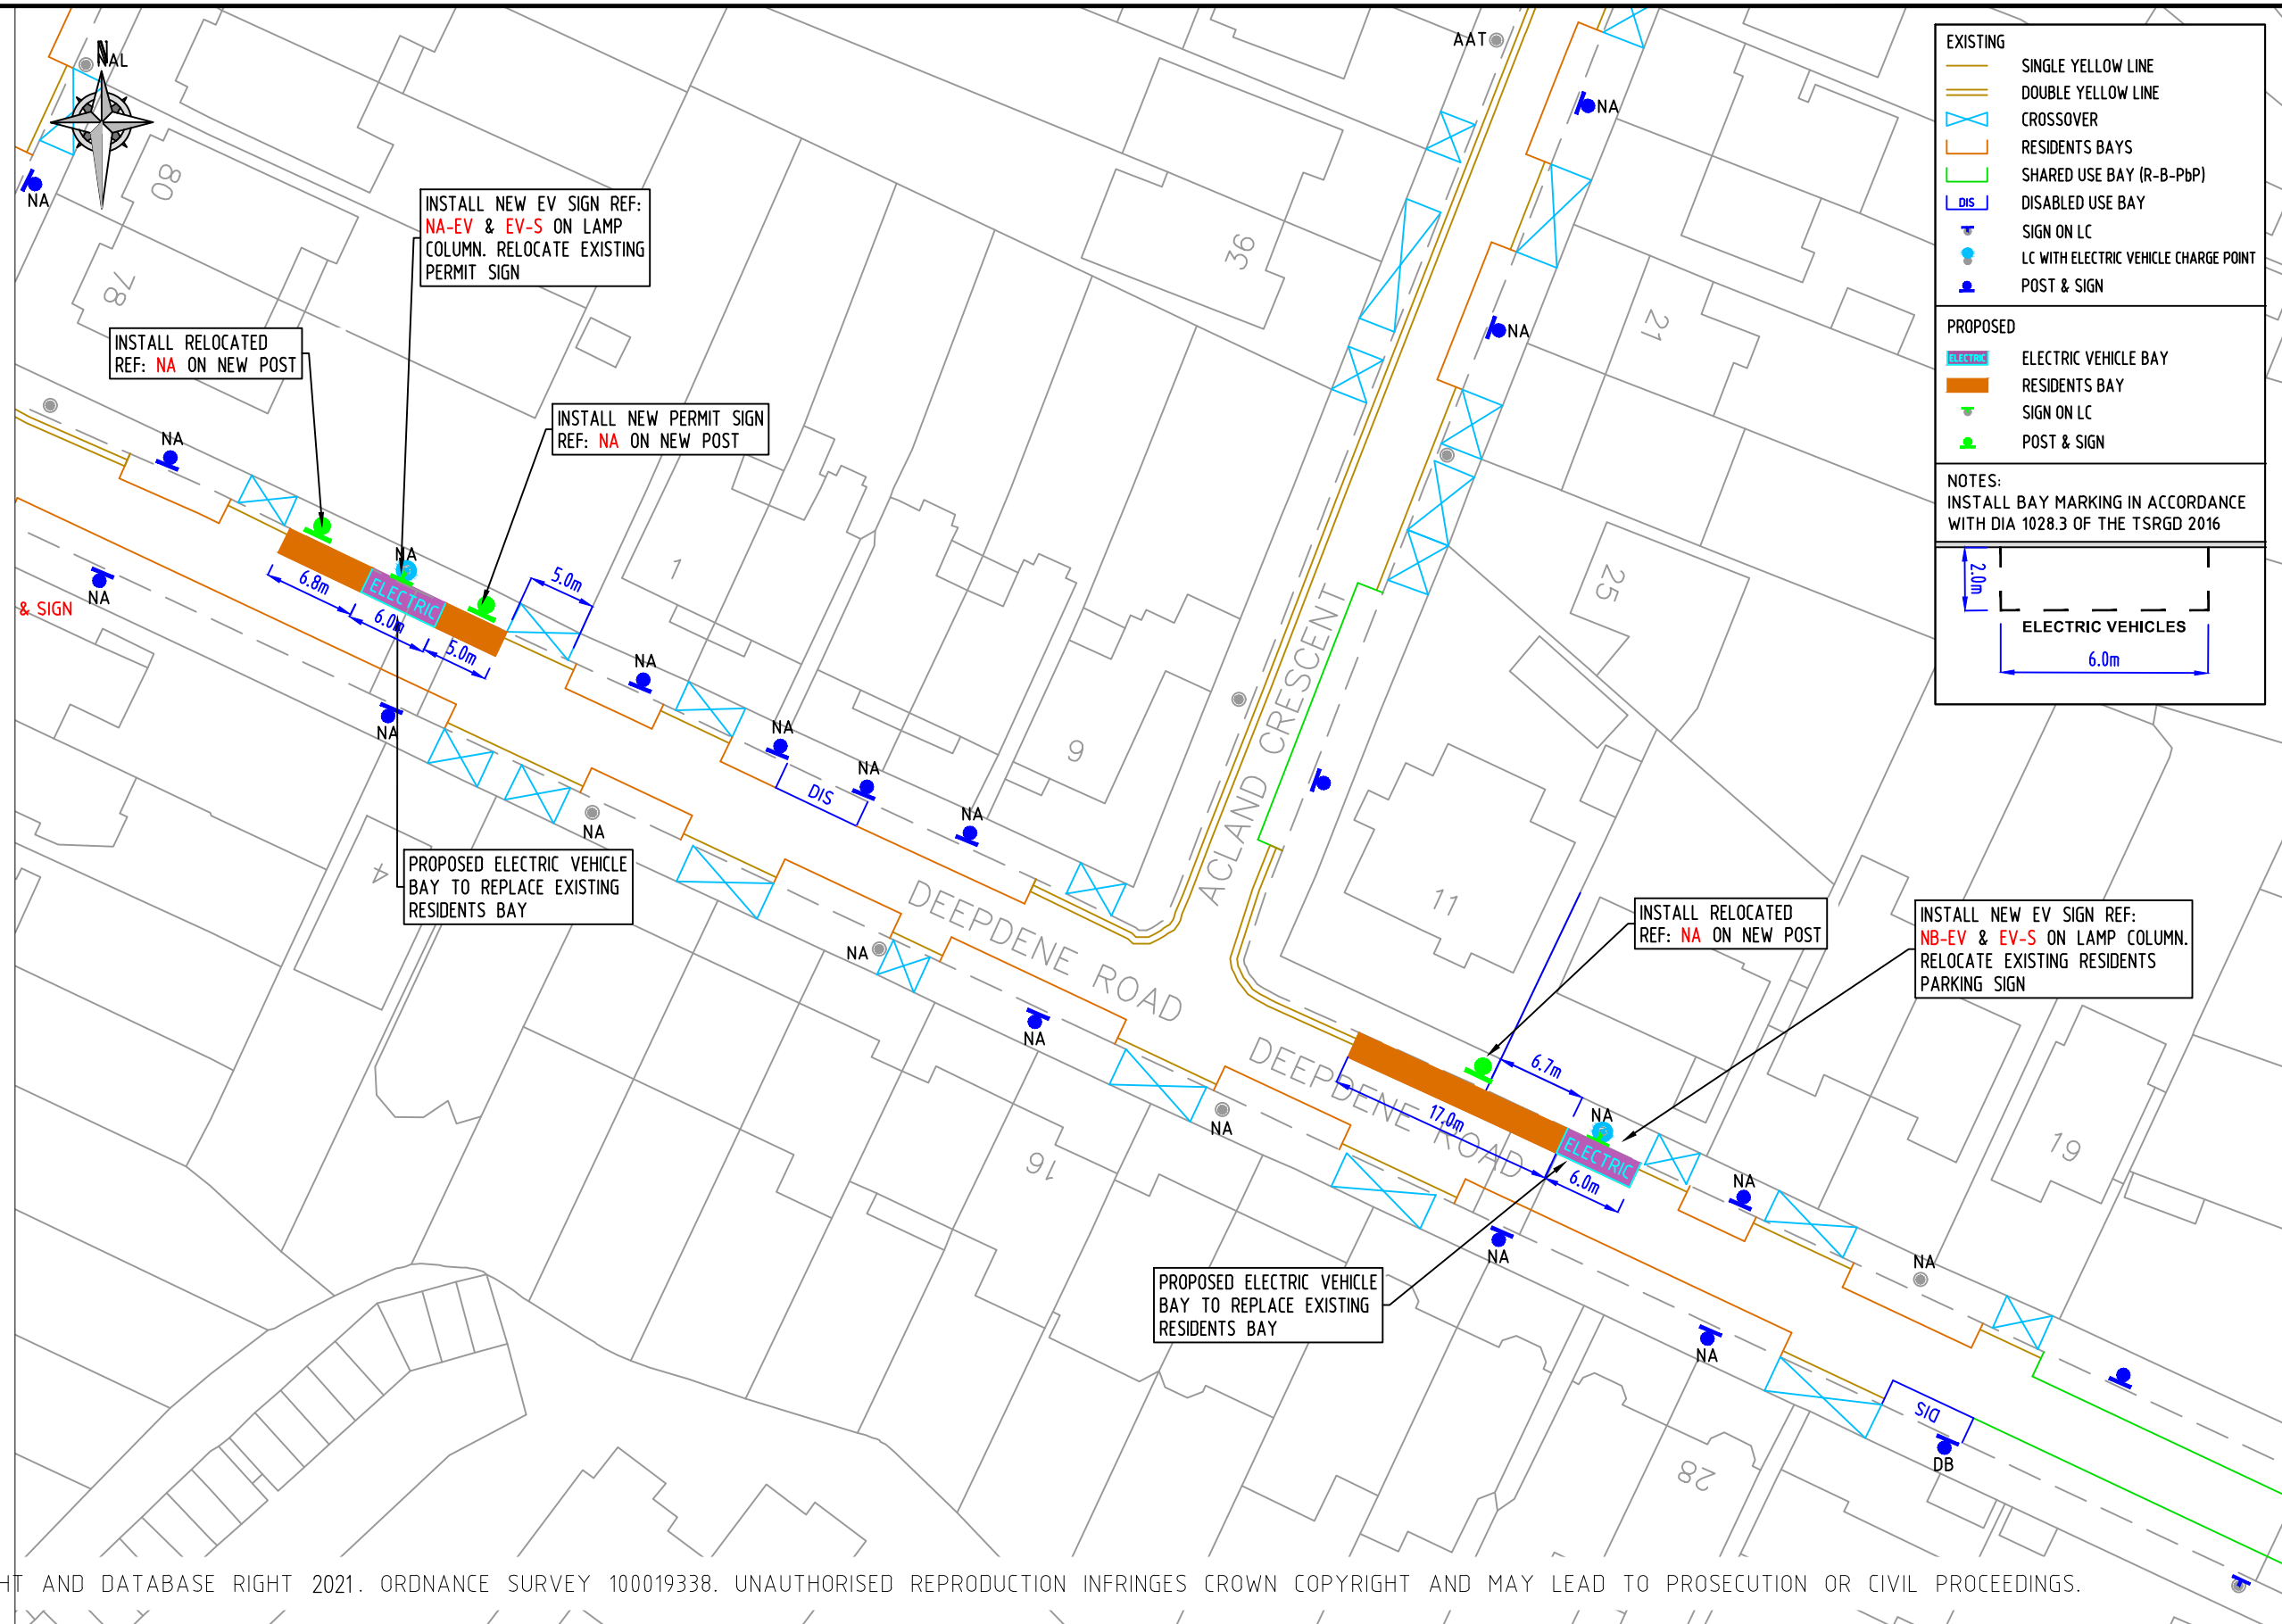 N
NAL
AAT
NA
NA
NA
80
78
36
21
INSTALL NEW EV SIGN REF:
NA-EV & EV-S ON LAMP
COLUMN. RELOCATE EXISTING
PERMIT SIGN
INSTALL RELOCATED
REF: NA ON NEW POST
INSTALL NEW PERMIT SIGN
REF: NA ON NEW POST
NA
NA
NA
& SIGN
6.8m
ELECTRIC
6.0m
5.0m
5.0m
1
NA
NA
NA
DIS
NA
NA
9
NA
4
PROPOSED ELECTRIC VEHICLE
BAY TO REPLACE EXISTING
RESIDENTS BAY
ACLAND CRESCENT
25
11
DEEPDENE ROAD
NA
NA
DEEPDENE ROAD
INSTALL RELOCATED
REF: NA ON NEW POST
INSTALL NEW EV SIGN REF:
NB-EV & EV-S ON LAMP COLUMN.
RELOCATE EXISTING RESIDENTS
PARKING SIGN
6.7m
17.0m
NA
ELECTRIC
6.0m
NA
16
19
NA
NA
NA
PROPOSED ELECTRIC VEHICLE
BAY TO REPLACE EXISTING
RESIDENTS BAY
NA
28
DIS
DB
EXISTING
SINGLE YELLOW LINE
DOUBLE YELLOW LINE
CROSSOVER
RESIDENTS BAYS
SHARED USE BAY (R-B-PbP)
DIS DISABLED USE BAY
SIGN ON LC
LC WITH ELECTRIC VEHICLE CHARGE POINT
POST & SIGN
PROPOSED
ELECTRIC ELECTRIC VEHICLE BAY
RESIDENTS BAY
SIGN ON LC
POST & SIGN
NOTES:
INSTALL BAY MARKING IN ACCORDANCE
WITH DIA 1028.3 OF THE TSRGD 2016
2.0m
ELECTRIC VEHICLES
6.0m
HT AND DATABASE RIGHT 2021. ORDNANCE SURVEY 100019338. UNAUTHORISED REPRODUCTION INFRINGES CROWN COPYRIGHT AND MAY LEAD TO PROSECUTION OR CIVIL PROCEEDINGS.